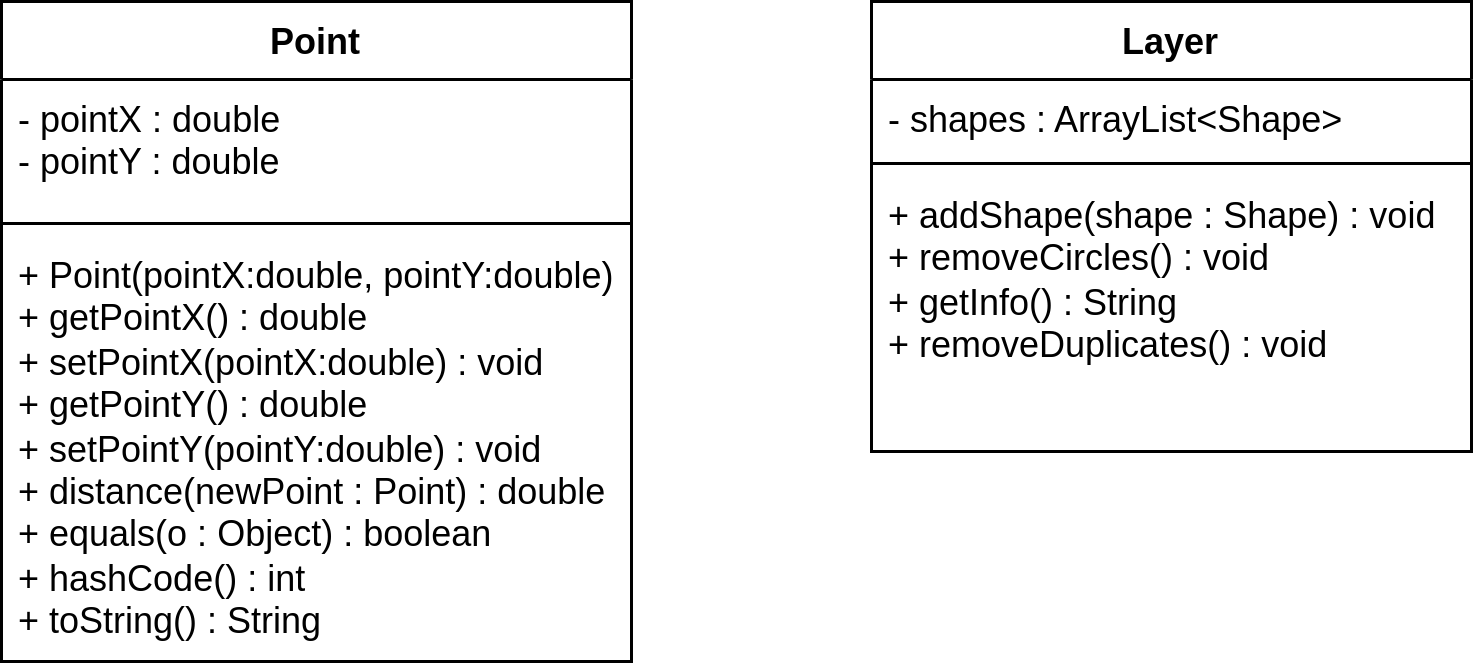 Point
- pointX : double
- pointY : double
+ Point(pointX:double, pointY:double)
+ getPointX() : double
+ setPointX(pointX:double) : void
+ getPointY() : double
+ setPointY(pointY:double) : void
+ distance(newPoint : Point) : double
+ equals(o : Object) : boolean
+ hashCode() : int
+ toString() : String
Layer
- shapes : ArrayList<Shape>
+ addShape(shape : Shape) : void
+ removeCircles() : void
+ getInfo() : String
+ removeDuplicates() : void